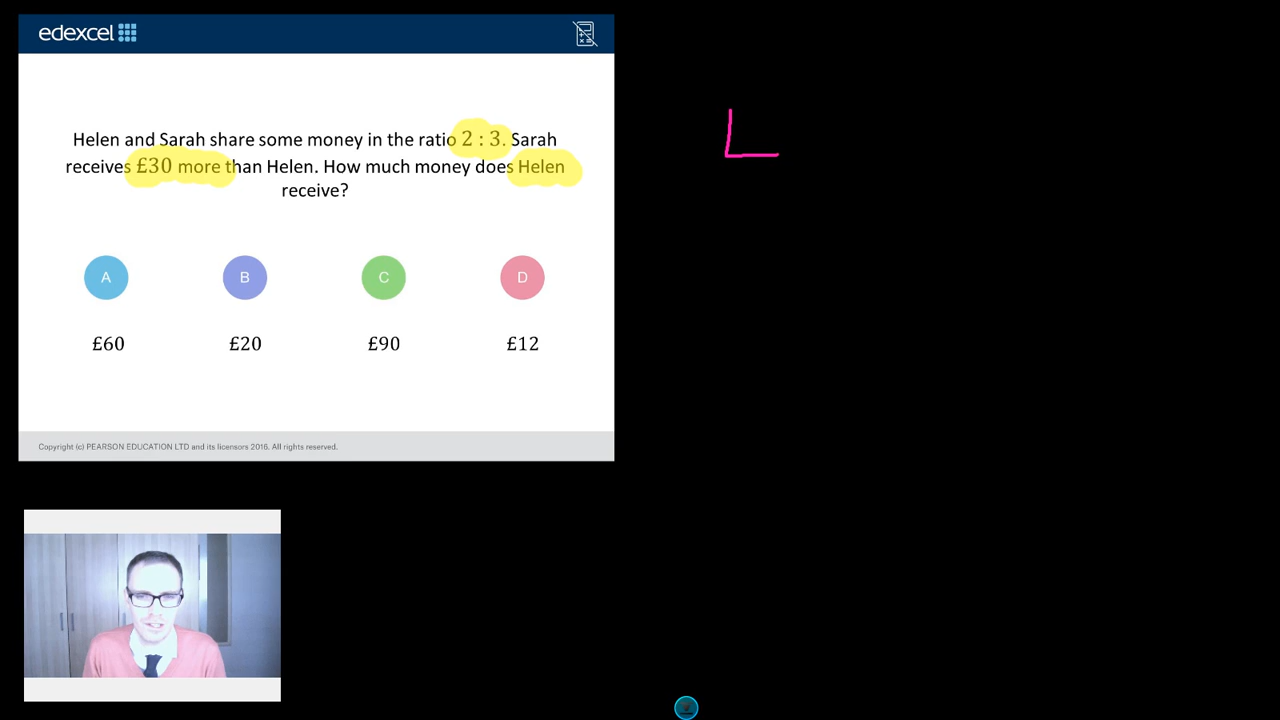 edexcel
Helen and Sarah share some money in the ratio 2 : 3. Sarah
receives £30 more than Helen. How much money does Helen
receive?
A B C D
£60 £20 £90 £12
Copyright (c) PEARSON EDUCATION LTD and its licensors 2016. All rights reserved.